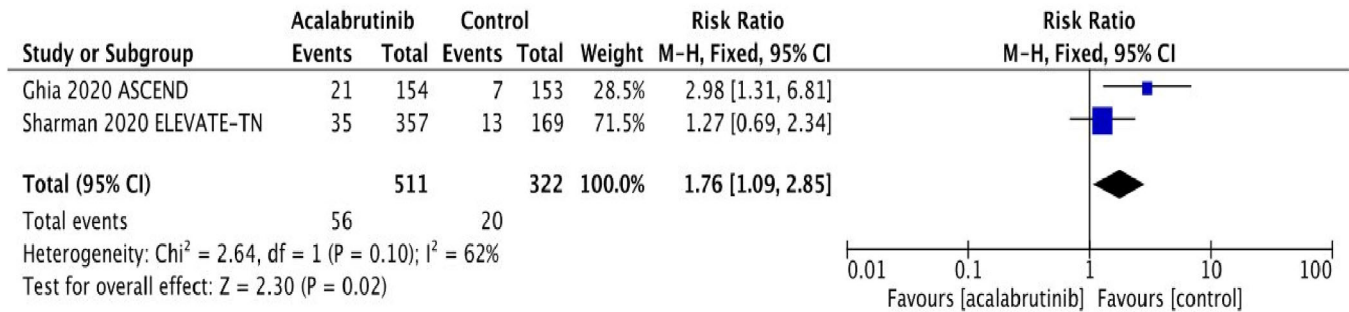 Acalabrutinib Control Risk Ratio Risk Ratio
Study or Subgroup Events Total Events Total Weight M-H, Fixed, 95% CI M-H, Fixed, 95% CI
Ghia 2020 ASCEND 21 154 7 153 28.5% 2.98 [1.31, 6.81]
Sharman 2020 ELEVATE-TN 35 357 13 169 71.5% 1.27 [0.69, 2.34]
Total (95% CI) 511 322 100.0% 1.76 [1.09, 2.85]
Total events 56 20
Heterogeneity: Chi² = 2.64, df = 1 (P = 0.10); I² = 62%
Test for overall effect: Z = 2.30 (P = 0.02)
0.01 0.1 1 10 100
Favours [acalabrutinib] Favours [control]